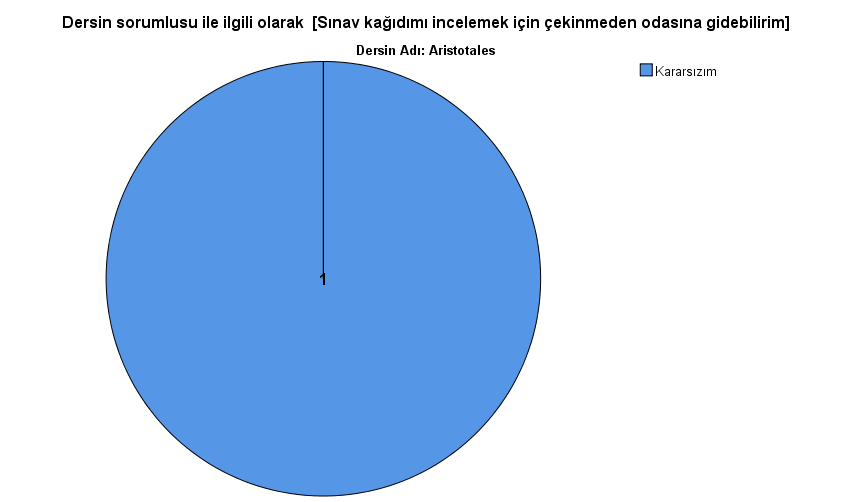 Dersin sorumlusu ile ilgili olarak  [Sınav kağıdımı incelemek için çekinmeden odasına gidebilirim]
Dersin Adı: Aristotales
Kararsızım
1